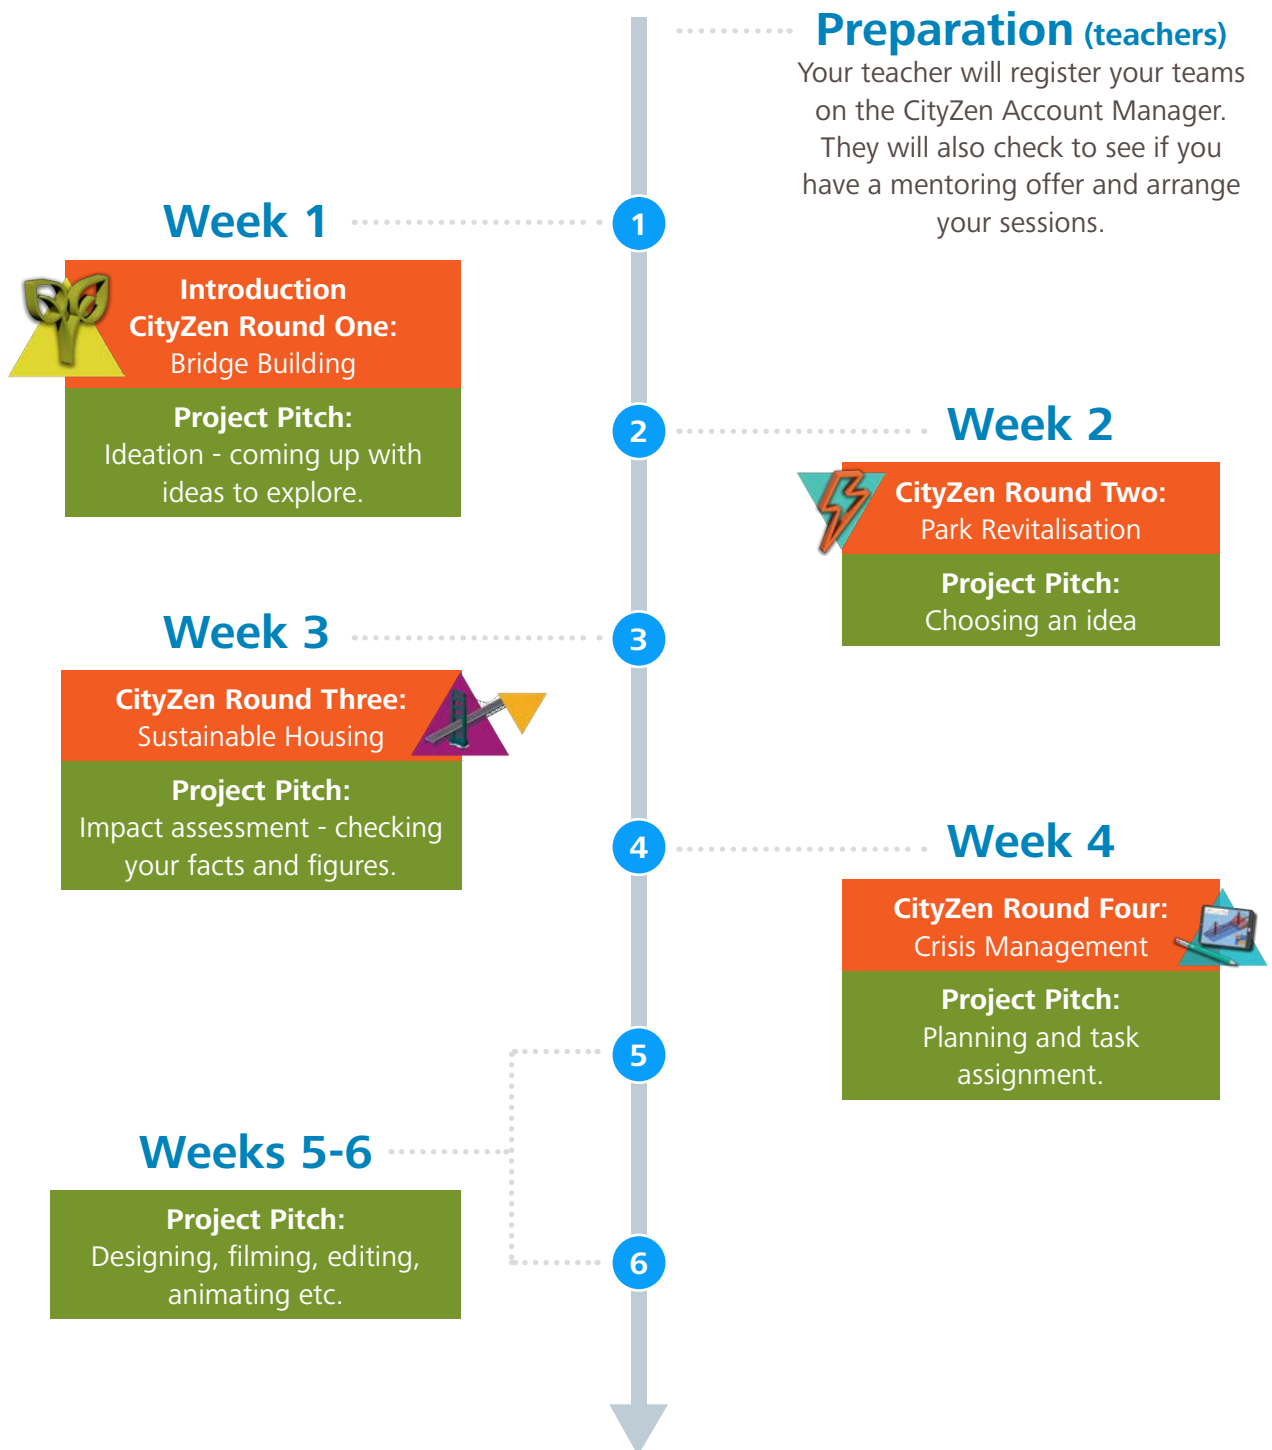 Preparation (teachers)
Your teacher will register your teams
on the CityZen Account Manager.
They will also check to see if you
have a mentoring offer and arrange
your sessions.
Week 1
1
Introduction
CityZen Round One:
Bridge Building
Project Pitch:
Ideation - coming up with
ideas to explore.
2
Week 2
CityZen Round Two:
Park Revitalisation
Project Pitch:
Choosing an idea
Week 3
3
CityZen Round Three:
Sustainable Housing
Project Pitch:
Impact assessment - checking
your facts and figures.
4
Week 4
CityZen Round Four:
Crisis Management
Project Pitch:
Planning and task
assignment.
5
Weeks 5-6
Project Pitch:
Designing, filming, editing,
animating etc.
6